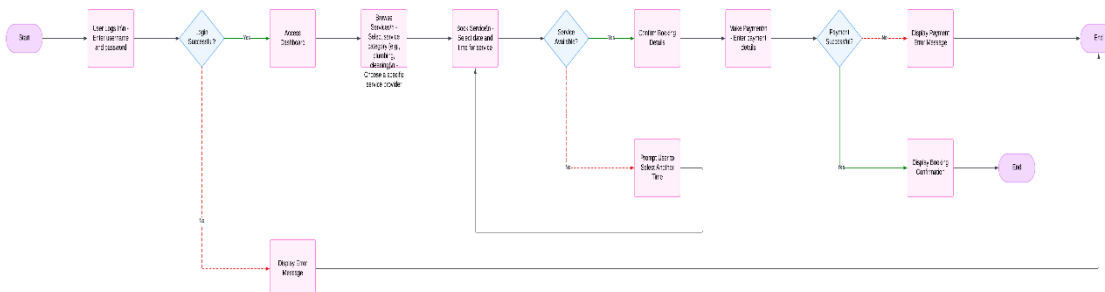 Start
User Logs In\n -
Enter username
and password
Login
Successful?
Yes
Access
Dashboard
Browse
Services\n -
Select service
category (e.g.,
plumbing,
cleaning)\n -
Choose a specific
service provider
Book Service\n -
Select date and
time for service
Service
Available?
Yes
Confirm Booking
Details
Make Payment\n
- Enter payment
details
Payment
Successful?
No
Display Payment
Error Message
End
No
Prompt User to
Select Another
Time
Yes
Display Booking
Confirmation
End
No
Display Error
Message